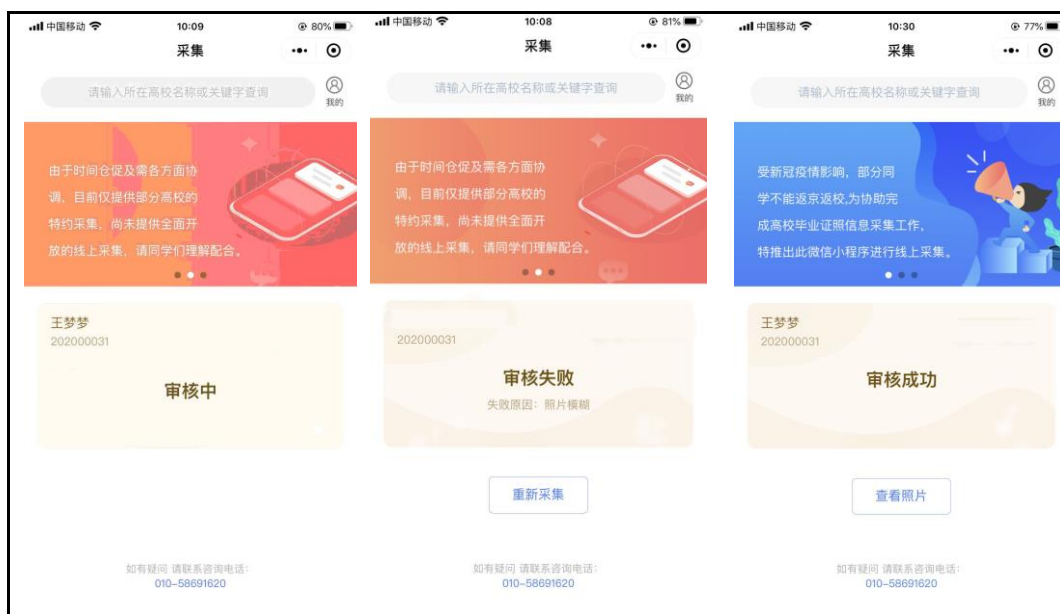 中国移动
10:09
80%
采集
请输入所在高校名称或关键字查询
我的
由于时间仓促及需各方面协
调，目前仅提供部分高校的
特约采集，尚未提供全面开
放的线上采集，请同学们理解配合。
王梦梦
202000031
审核中
如有疑问 请联系咨询电话：
010-58691620
中国移动
10:08
81%
采集
请输入所在高校名称或关键字查询
我的
由于时间仓促及需各方面协
调，目前仅提供部分高校的
特约采集，尚未提供全面开
放的线上采集，请同学们理解配合。
202000031
审核失败
失败原因：照片模糊
重新采集
如有疑问 请联系咨询电话：
010-58691620
中国移动
10:30
77%
采集
请输入所在高校名称或关键字查询
我的
受新冠疫情影响，部分同
学不能返京返校,为协助完
成高校毕业证照信息采集工作，
特推出此微信小程序进行线上采集。
王梦梦
202000031
审核成功
查看照片
如有疑问 请联系咨询电话：
010-58691620